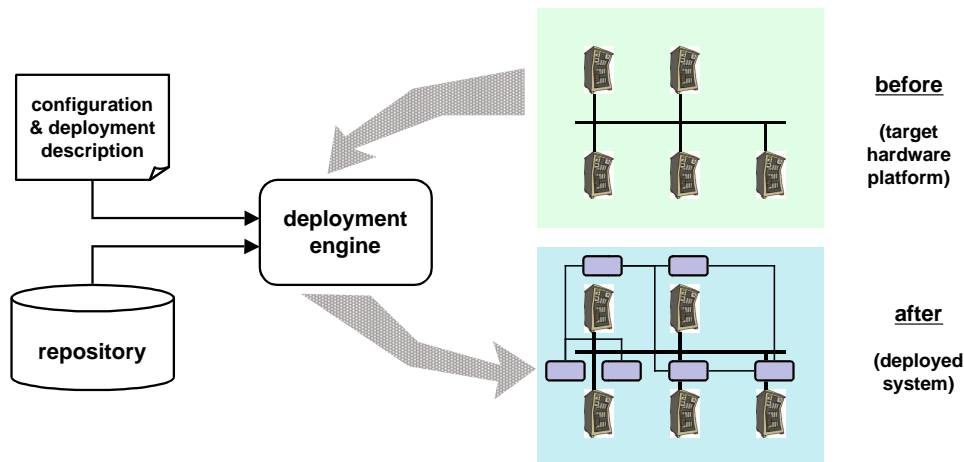 configuration
& deployment
description
deployment
engine
repository
before
(target
hardware
platform)
after
(deployed
system)